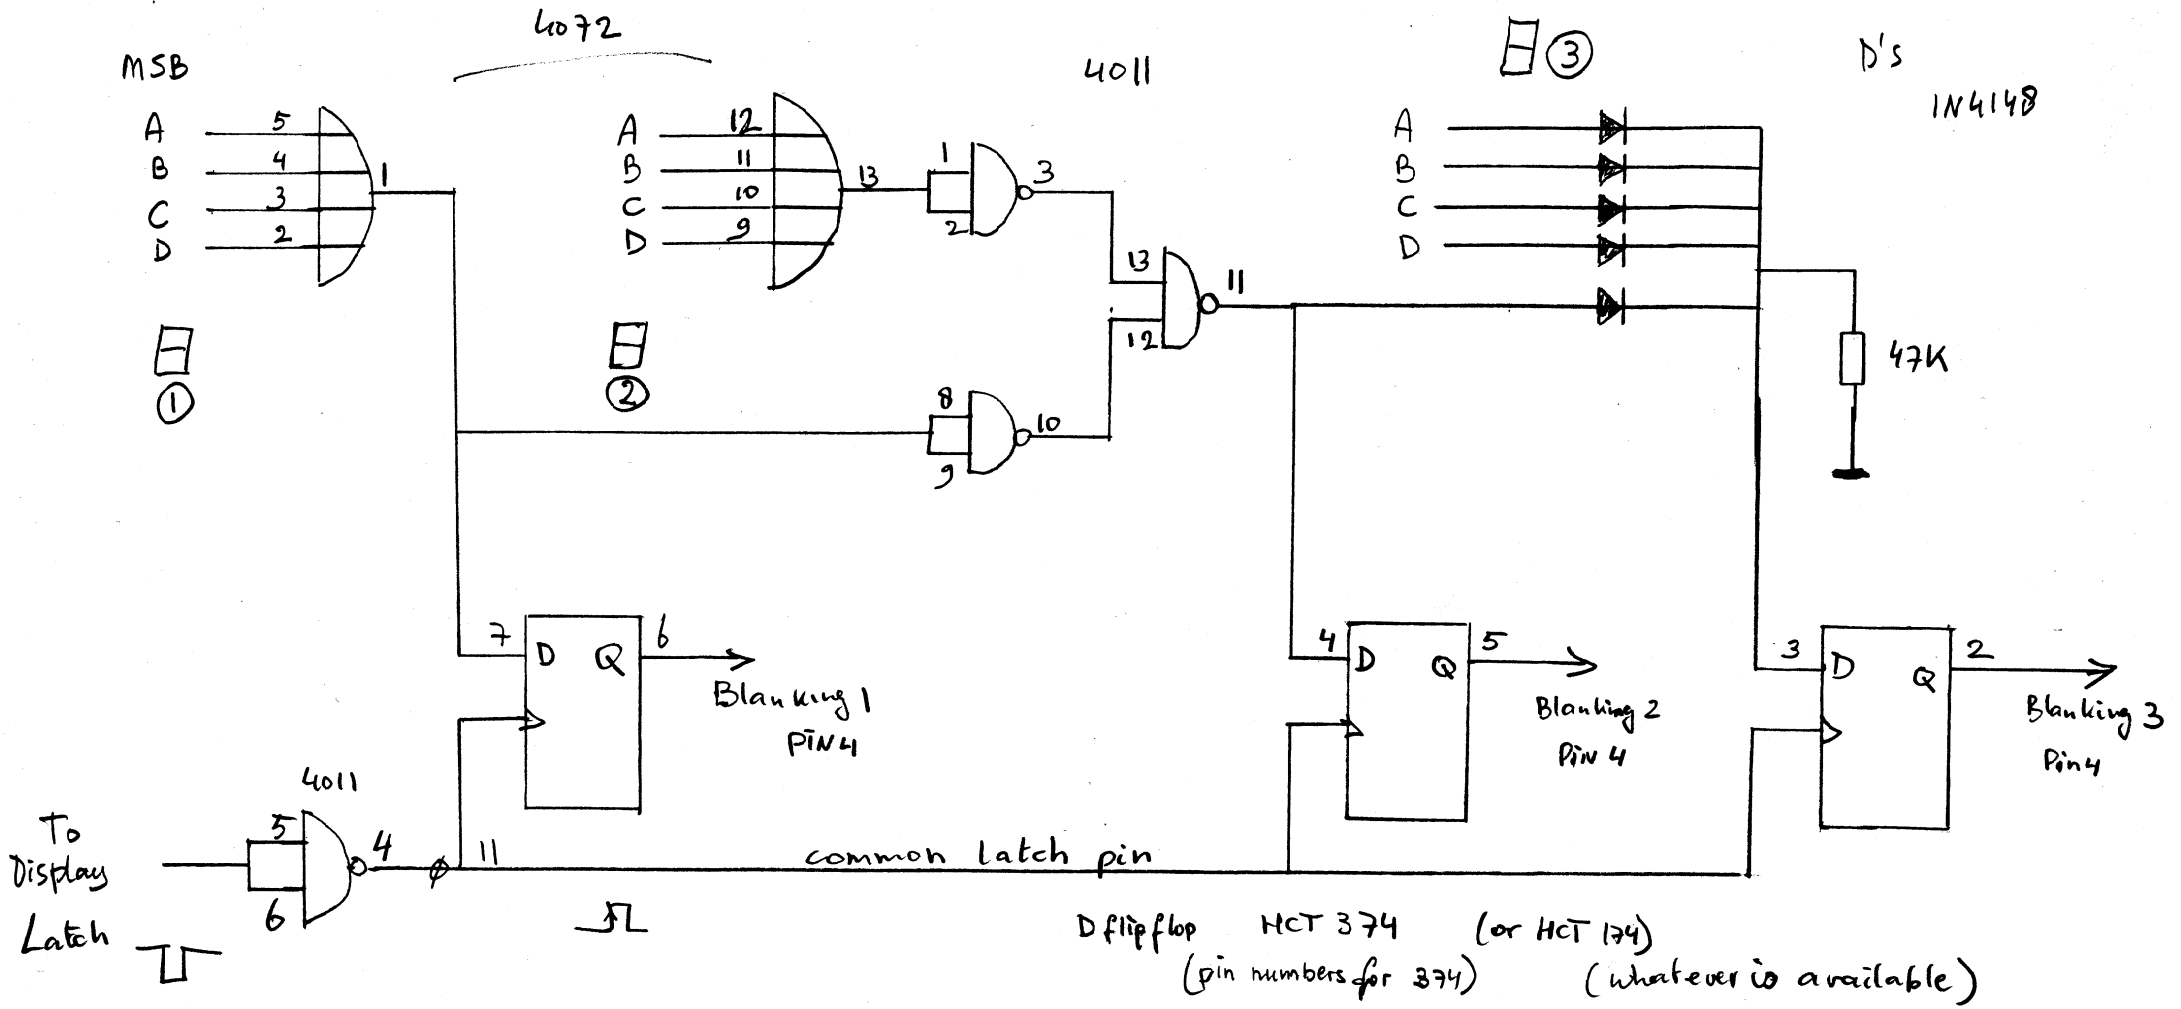 4072
MSB
4011
3
D's
1N4148
A 5
B 4
C 3
D 2
1
A 12
B 11
C 10
D 9
13
1
2
3
13
12
11
A
B
C
D
47K
1
2
8
9
10
7 D Q 6
Blanking 1
PIN 4
4 D Q 5
Blanking 2
Pin 4
3 D Q 2
Blanking 3
Pin 4
4011
To
Display
Latch
5
6
4
11
common latch pin
D flipflop HCT 374 (or HCT 174)
(pin numbers for 374) (whatever is available)